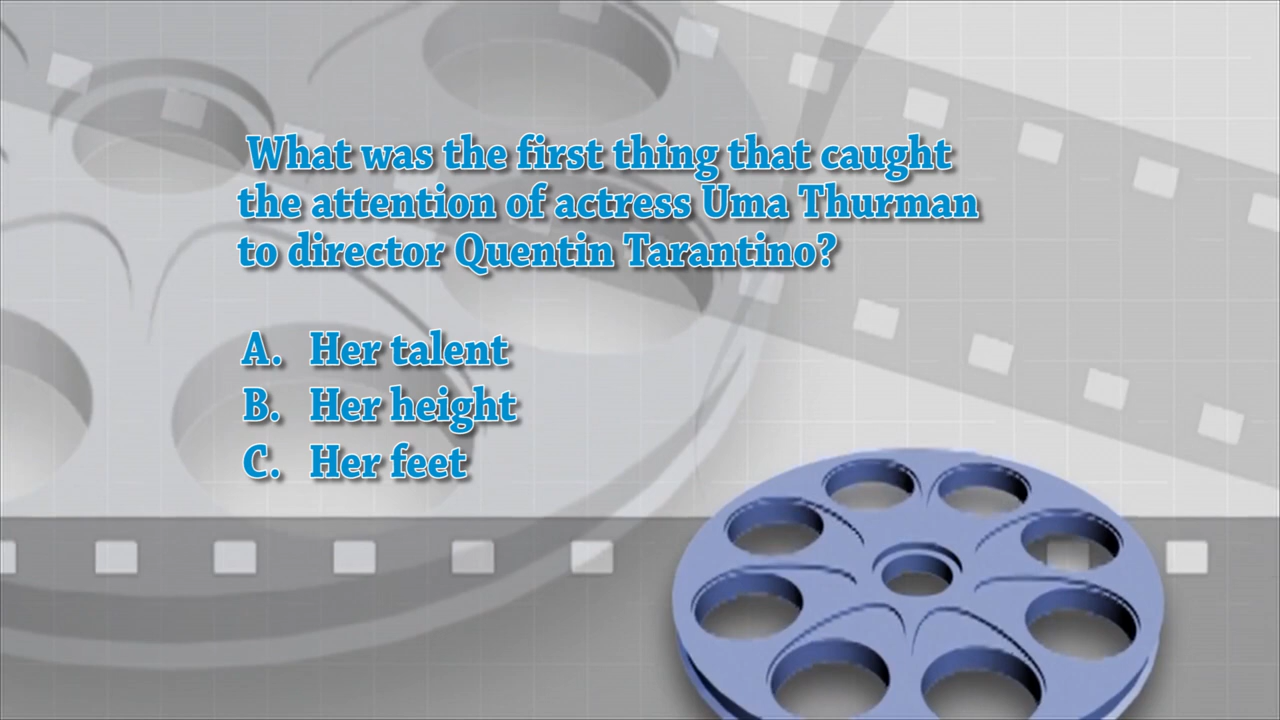 What was the first thing that caught
the attention of actress Uma Thurman
to director Quentin Tarantino?
A. Her talent
B. Her height
C. Her feet